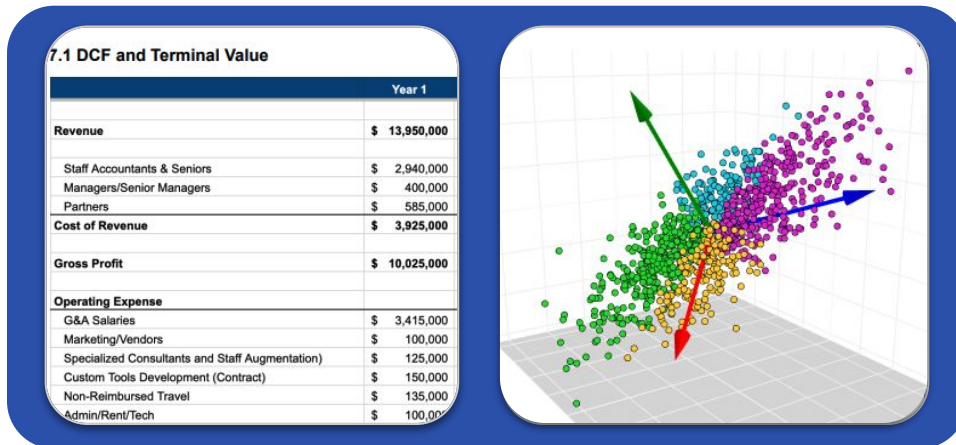 7.1 DCF and Terminal Value
Year 1
Revenue $ 13,950,000
Staff Accountants & Seniors $ 2,940,000
Managers/Senior Managers $ 400,000
Partners $ 585,000
Cost of Revenue $ 3,925,000
Gross Profit $ 10,025,000
Operating Expense
G&A Salaries $ 3,415,000
Marketing/Vendors $ 100,000
Specialized Consultants and Staff Augmentation) $ 125,000
Custom Tools Development (Contract) $ 150,000
Non-Reimbursed Travel $ 135,000
Admin/Rent/Tech $ 100,000